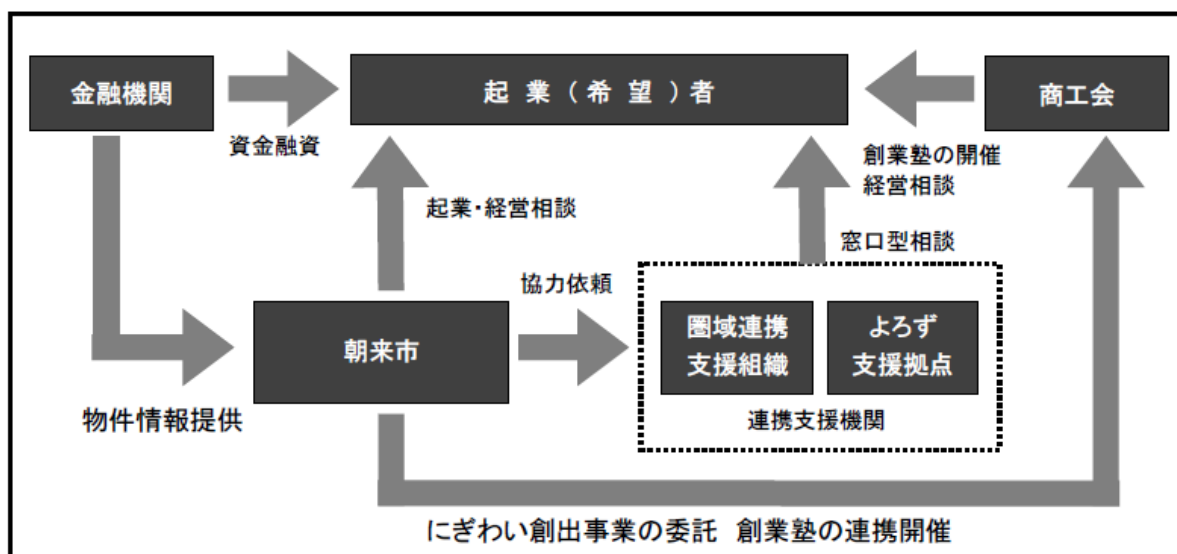 金融機関
起 業 ( 希 望 ) 者
商工会
資金融資
創業塾の開催
経営相談
起業・経営相談
窓口型相談
協力依頼
朝来市
圏域連携
支援組織
よろず
支援拠点
連携支援機関
物件情報提供
にぎわい創出事業の委託 創業塾の連携開催